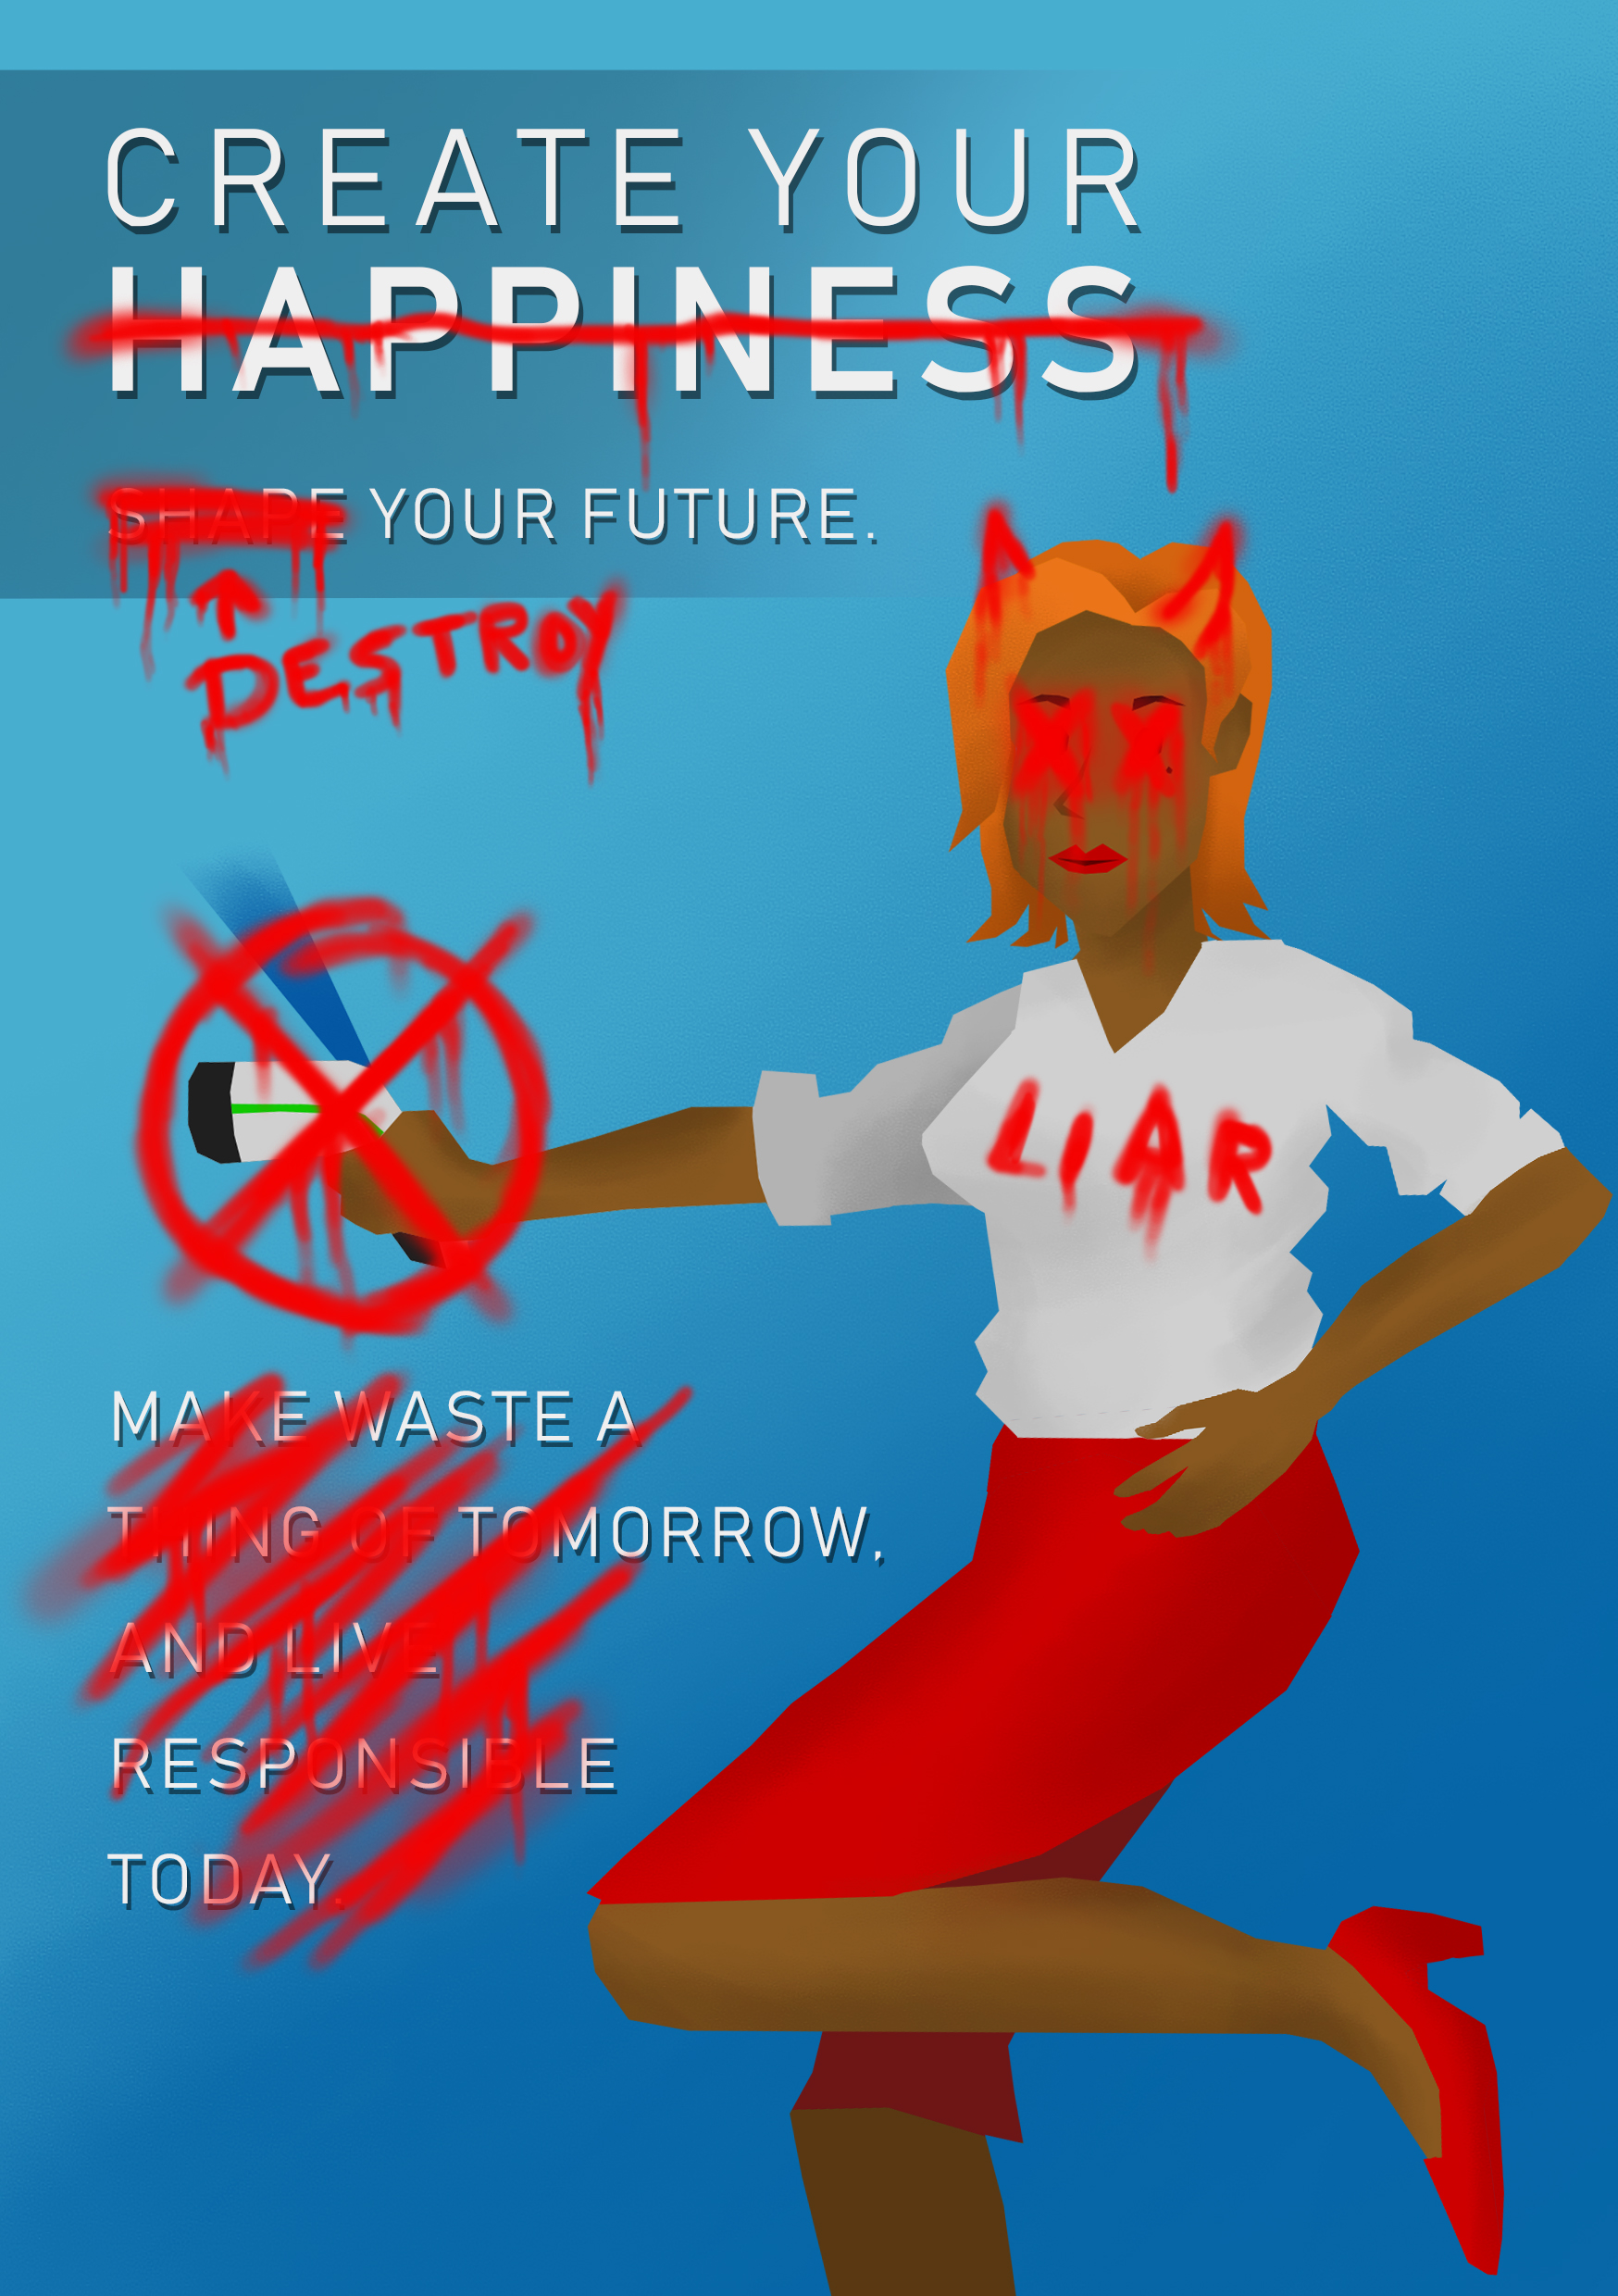 CREATE YOUR
HAPPINESS
SHAPE YOUR FUTURE.
DESTROY
LIAR
MAKE WASTE A
THING OF TOMORROW,
AND LIVE
RESPONSIBLE
TODAY.